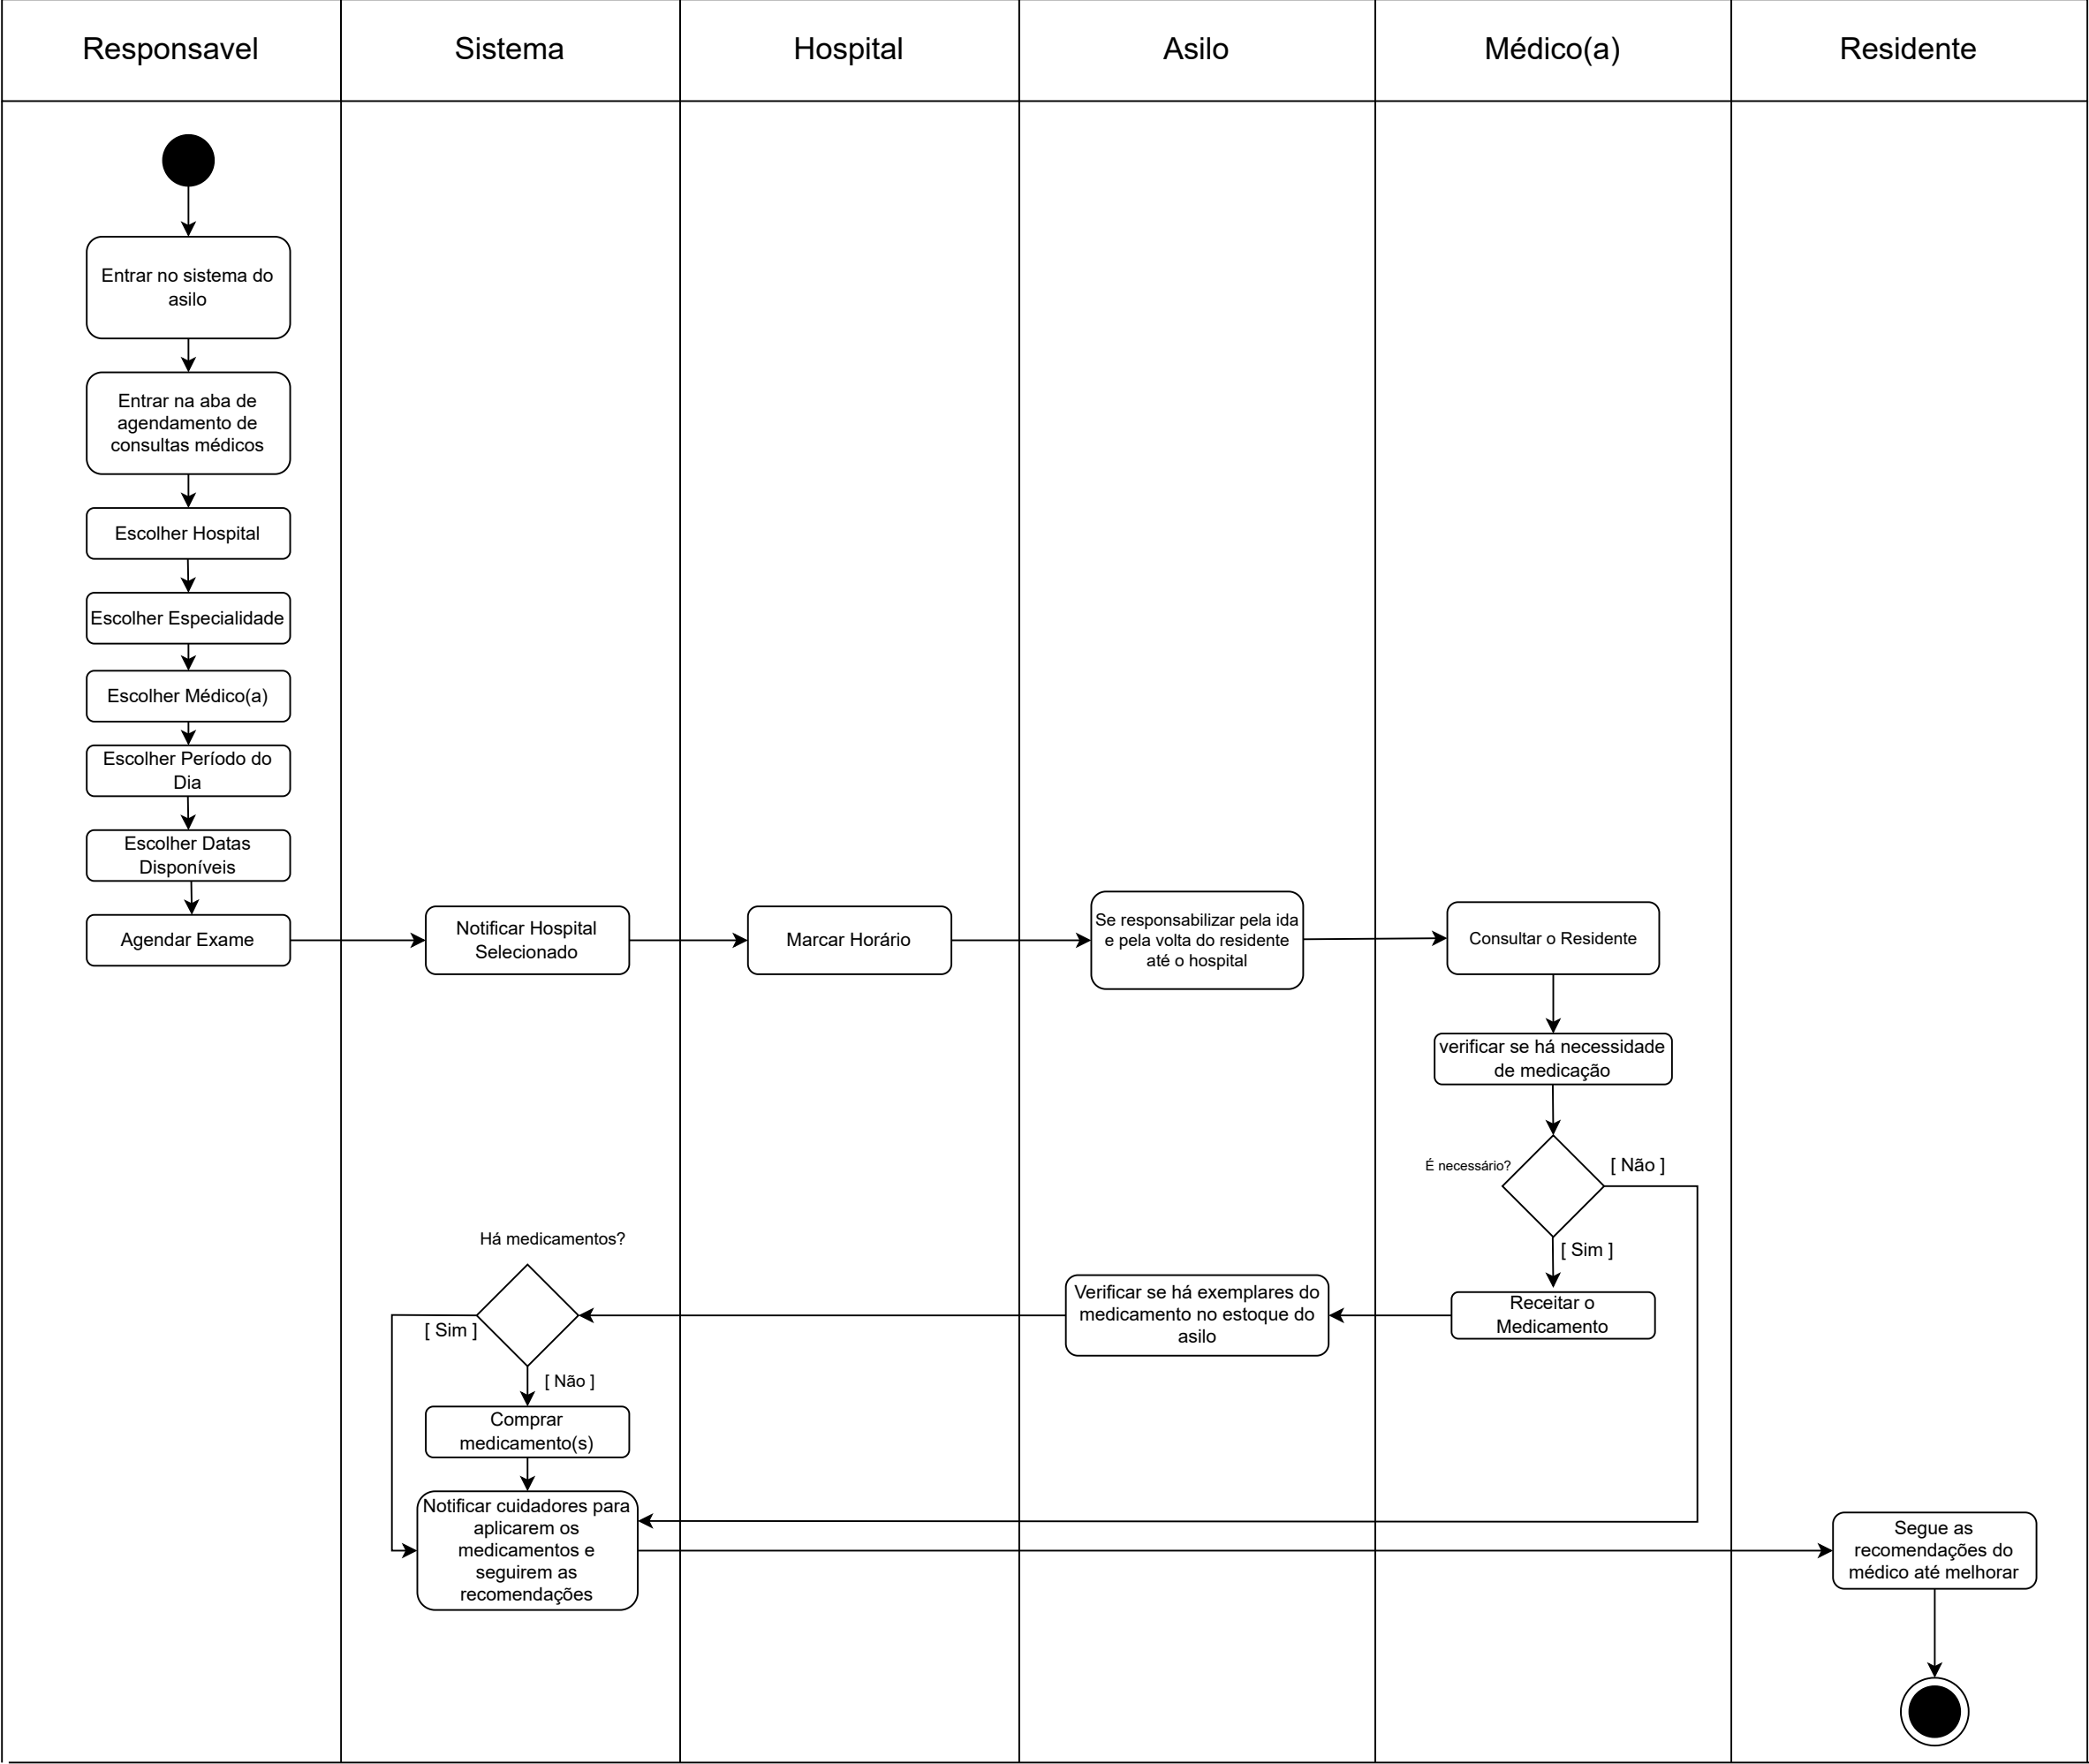 Responsavel
Sistema
Hospital
Asilo
Médico(a)
Residente
Entrar no sistema do
asilo
Entrar na aba de
agendamento de
consultas médicos
Escolher Hospital
Escolher Especialidade
Escolher Médico(a)
Escolher Período do
Dia
Escolher Datas
Disponíveis
Agendar Exame
Notificar Hospital
Selecionado
Marcar Horário
Se responsabilizar pela ida
e pela volta do residente
até o hospital
Consultar o Residente
verificar se há necessidade
de medicação
É necessário?
[ Não ]
[ Sim ]
Receitar o
Medicamento
Verificar se há exemplares do
medicamento no estoque do
asilo
Há medicamentos?
[ Sim ]
[ Não ]
Comprar
medicamento(s)
Notificar cuidadores para
aplicarem os
medicamentos e
seguirem as
recomendações
Segue as
recomendações do
médico até melhorar